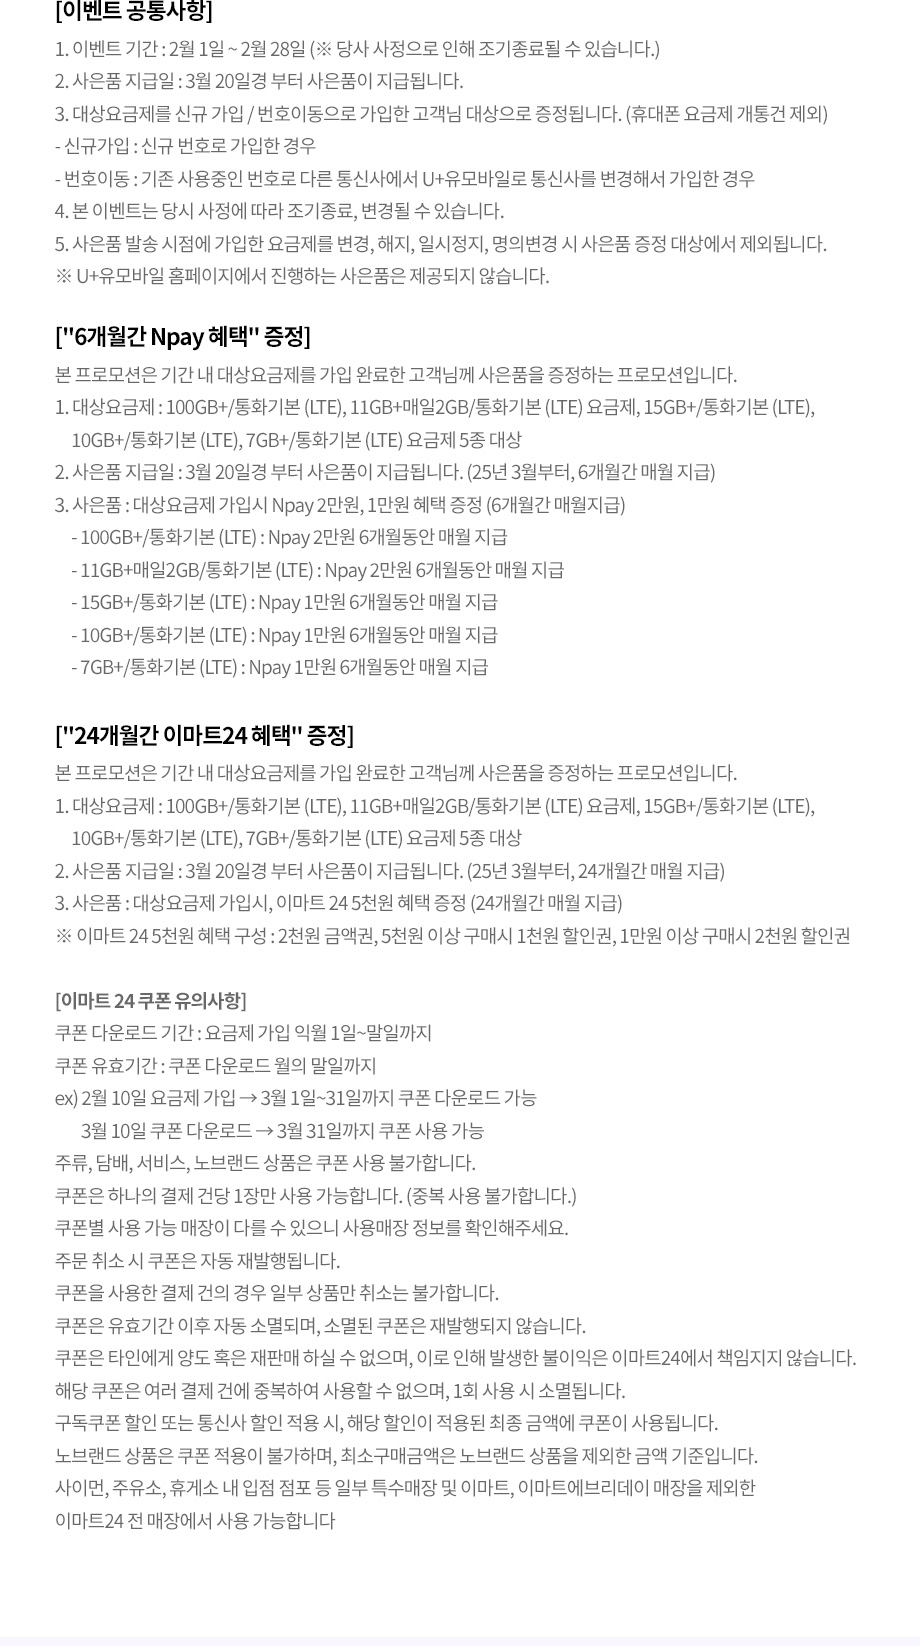 [이벤트 공통사항]
1. 이벤트 기간 : 2월 1일 ~ 2월 28일 (※ 당사 사정으로 인해 조기종료될 수 있습니다.)
2. 사은품 지급일 : 3월 20일경 부터 사은품이 지급됩니다.
3. 대상요금제를 신규 가입 / 번호이동으로 가입한 고객님 대상으로 증정됩니다. (휴대폰 요금제 개통건 제외)
- 신규가입 : 신규 번호로 가입한 경우
- 번호이동 : 기존 사용중인 번호로 다른 통신사에서 U+유모바일로 통신사를 변경해서 가입한 경우
4. 본 이벤트는 당시 사정에 따라 조기종료, 변경될 수 있습니다.
5. 사은품 발송 시점에 가입한 요금제를 변경, 해지, 일시정지, 명의변경 시 사은품 증정 대상에서 제외됩니다.
※ U+유모바일 홈페이지에서 진행하는 사은품은 제공되지 않습니다.
["6개월간 Npay 혜택" 증정]
본 프로모션은 기간 내 대상요금제를 가입 완료한 고객님께 사은품을 증정하는 프로모션입니다.
1. 대상요금제 : 100GB+/통화기본 (LTE), 11GB+매일2GB/통화기본 (LTE) 요금제, 15GB+/통화기본 (LTE),
10GB+/통화기본 (LTE), 7GB+/통화기본 (LTE) 요금제 5종 대상
2. 사은품 지급일 : 3월 20일경 부터 사은품이 지급됩니다. (25년 3월부터, 6개월간 매월 지급)
3. 사은품 : 대상요금제 가입시 Npay 2만원, 1만원 혜택 증정 (6개월간 매월지급)
- 100GB+/통화기본 (LTE) : Npay 2만원 6개월동안 매월 지급
- 11GB+매일2GB/통화기본 (LTE) : Npay 2만원 6개월동안 매월 지급
- 15GB+/통화기본 (LTE) : Npay 1만원 6개월동안 매월 지급
- 10GB+/통화기본 (LTE) : Npay 1만원 6개월동안 매월 지급
- 7GB+/통화기본 (LTE) : Npay 1만원 6개월동안 매월 지급
["24개월간 이마트24 혜택" 증정]
본 프로모션은 기간 내 대상요금제를 가입 완료한 고객님께 사은품을 증정하는 프로모션입니다.
1. 대상요금제 : 100GB+/통화기본 (LTE), 11GB+매일2GB/통화기본 (LTE) 요금제, 15GB+/통화기본 (LTE),
10GB+/통화기본 (LTE), 7GB+/통화기본 (LTE) 요금제 5종 대상
2. 사은품 지급일 : 3월 20일경 부터 사은품이 지급됩니다. (25년 3월부터, 24개월간 매월 지급)
3. 사은품 : 대상요금제 가입시, 이마트 24 5천원 혜택 증정 (24개월간 매월 지급)
※ 이마트 24 5천원 혜택 구성 : 2천원 금액권, 5천원 이상 구매시 1천원 할인권, 1만원 이상 구매시 2천원 할인권
[이마트 24 쿠폰 유의사항]
쿠폰 다운로드 기간 : 요금제 가입 익월 1일~말일까지
쿠폰 유효기간 : 쿠폰 다운로드 월의 말일까지
ex) 2월 10일 요금제 가입 → 3월 1일~31일까지 쿠폰 다운로드 가능
3월 10일 쿠폰 다운로드 → 3월 31일까지 쿠폰 사용 가능
주류, 담배, 서비스, 노브랜드 상품은 쿠폰 사용 불가합니다.
쿠폰은 하나의 결제 건당 1장만 사용 가능합니다. (중복 사용 불가합니다.)
쿠폰별 사용 가능 매장이 다를 수 있으니 사용매장 정보를 확인해주세요.
주문 취소 시 쿠폰은 자동 재발행됩니다.
쿠폰을 사용한 결제 건의 경우 일부 상품만 취소는 불가합니다.
쿠폰은 유효기간 이후 자동 소멸되며, 소멸된 쿠폰은 재발행되지 않습니다.
쿠폰은 타인에게 양도 혹은 재판매 하실 수 없으며, 이로 인해 발생한 불이익은 이마트24에서 책임지지 않습니다.
해당 쿠폰은 여러 결제 건에 중복하여 사용할 수 없으며, 1회 사용 시 소멸됩니다.
구독쿠폰 할인 또는 통신사 할인 적용 시, 해당 할인이 적용된 최종 금액에 쿠폰이 사용됩니다.
노브랜드 상품은 쿠폰 적용이 불가하며, 최소구매금액은 노브랜드 상품을 제외한 금액 기준입니다.
사이먼, 주유소, 휴게소 내 입점 점포 등 일부 특수매장 및 이마트, 이마트에브리데이 매장을 제외한
이마트24 전 매장에서 사용 가능합니다